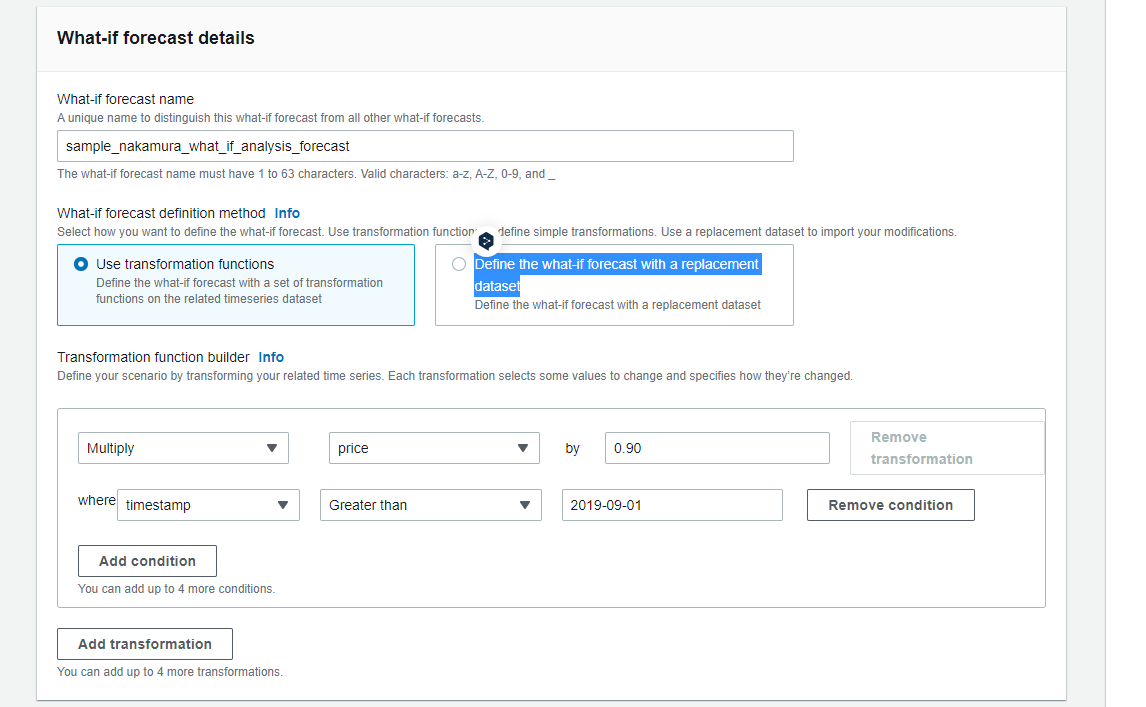 What-if forecast details
What-if forecast name
A unique name to distinguish this what-if forecast from all other what-if forecasts.
sample_nakamura_what_if_analysis_forecast
The what-if forecast name must have 1 to 63 characters. Valid characters: a-z, A-Z, 0-9, and _
What-if forecast definition method Info
Select how you want to define the what-if forecast. Use transformation function define simple transformations. Use a replacement dataset to import your modifications.
Use transformation functions
Define the what-if forecast with a set of transformation
functions on the related timeseries dataset
Define the what-if forecast with a replacement
dataset
Define the what-if forecast with a replacement dataset
Transformation function builder Info
Define your scenario by transforming your related time series. Each transformation selects some values to change and specifies how they're changed.
Multiply price by 0.90 Remove
transformation
where timestamp Greater than 2019-09-01 Remove condition
Add condition
You can add up to 4 more conditions.
Add transformation
You can add up to 4 more transformations.